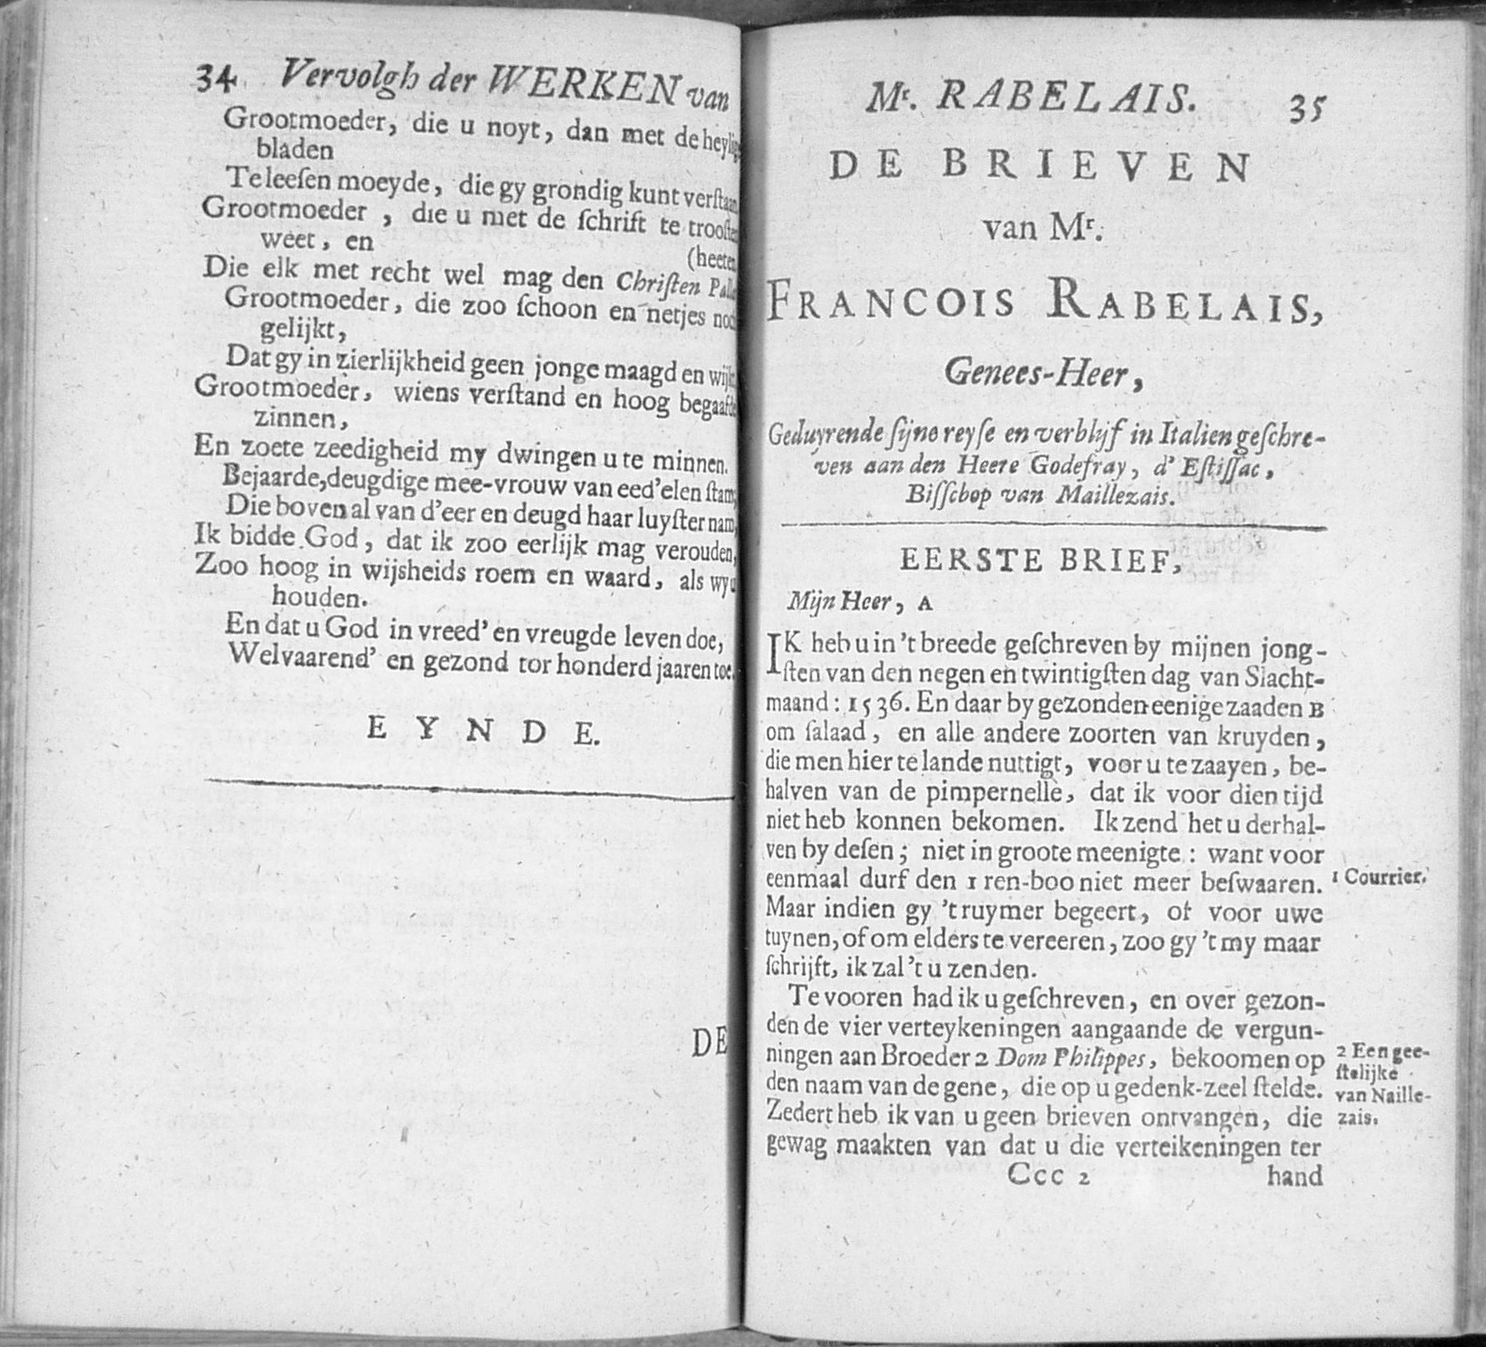 34 Vervolgh der WERKEN van
Grootmoeder, die u noyt, dan met de heylige
bladen
Te leeſen moeyde, die gy grondig kunt verſtaan
Grootmoeder, die u met de ſchrift te trooſten
weet, en (heeten
Die elk met recht wel mag den Chriſten
Grootmoeder, die zoo ſchoon en netjes noch
gelijkt,
Dat gy in zierlijkheid geen jonge maagd en wijkt
Grootmoeder, wiens verſtand en hoog begaafde
zinnen,
En zoete zeedigheid my dwingen u te minnen.
Bejaarde, deugdige mee-vrouw van eed'elen ſtam,
Die boven al van d'eer en deugd haar luyſter nam,
Ik bidde God, dat ik zoo eerlijk mag verouden,
Zoo hoog in wijsheids roem en waard, als wy u
houden.
En dat u God in vreed' en vreugde leven doe,
Welvaarend' en gezond tot honderd jaaren toe.
EYNDE.
DE
Mr. RABELAIS. 35
DE BRIEVEN
van Mr.
FRANCOIS RABELAIS,
Genees-Heer,
Geduyrende ſijne reyſe en verblijf in Italien geſchre-
ven aan den Heere Godefray, d' Eſtiſſac,
Biſſchop van Maillezais.
EERSTE BRIEF,
Mijn Heer, A
IK heb u in 't breede geſchreven by mijnen jong-
ſten van den negen en twintigſten dag van Slacht-
maand: 1536. En daar by gezonden eenige zaaden B
om ſalaad, en alle andere zoorten van kruyden,
die men hier te lande nuttigt, voor u te zaayen, be-
halven van de pimpernelle, dat ik voor dien tijd
niet heb konnen bekomen. Ik zend het u derhal-
ven by deſen; niet in groote meenigte: want voor
eenmaal durf den 1 ren-boo niet meer beſwaaren. 1 Courrier.
Maar indien gy 't ruymer begeert, of voor uwe
tuynen, of om elders te vereeren, zoo gy 't my maar
ſchrijft, ik zal 't u zenden.
Te vooren had ik u geſchreven, en over gezon-
den de vier verteykeningen aangaande de vergun-
ningen aan Broeder 2 Dom Philippes, bekoomen op
den naam van de gene, die op u gedenk-zeel ſtelde.
Zedert heb ik van u geen brieven ontvangen, die
gewag maakten van dat u die verteikeningen ter
2 Een gee-
ſtelijke
van Naille-
zais.
Ccc 2 hand